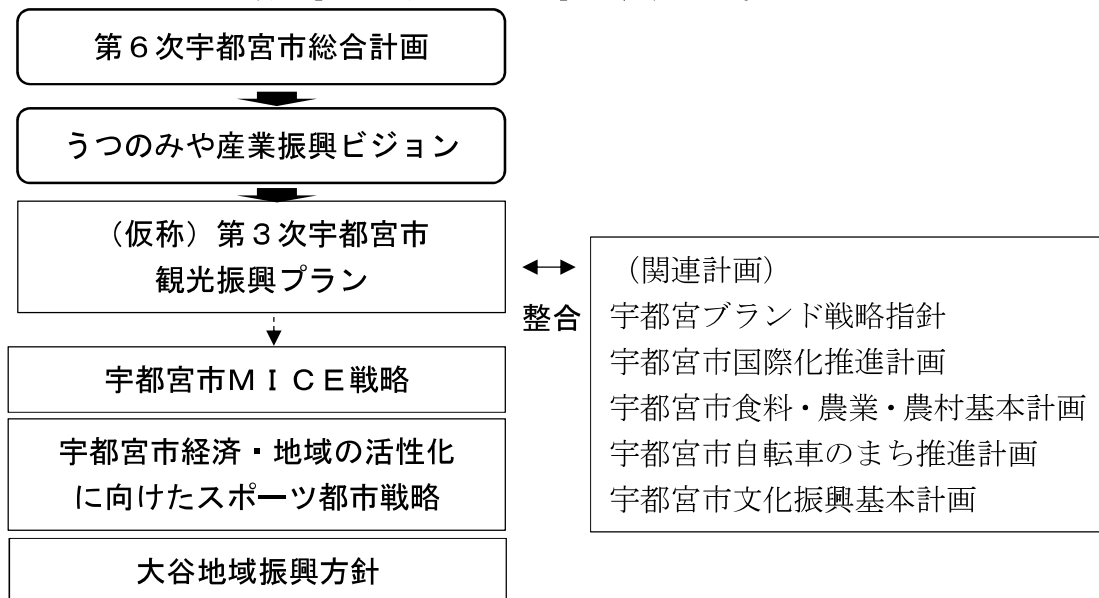 第６次宇都宮市総合計画
うつのみや産業振興ビジョン
（仮称）第３次宇都宮市
観光振興プラン
整合
（関連計画）
宇都宮ブランド戦略指針
宇都宮市国際化推進計画
宇都宮市食料・農業・農村基本計画
宇都宮市自転車のまち推進計画
宇都宮市文化振興基本計画
宇都宮市ＭＩＣＥ戦略
宇都宮市経済・地域の活性化
に向けたスポーツ都市戦略
大谷地域振興方針